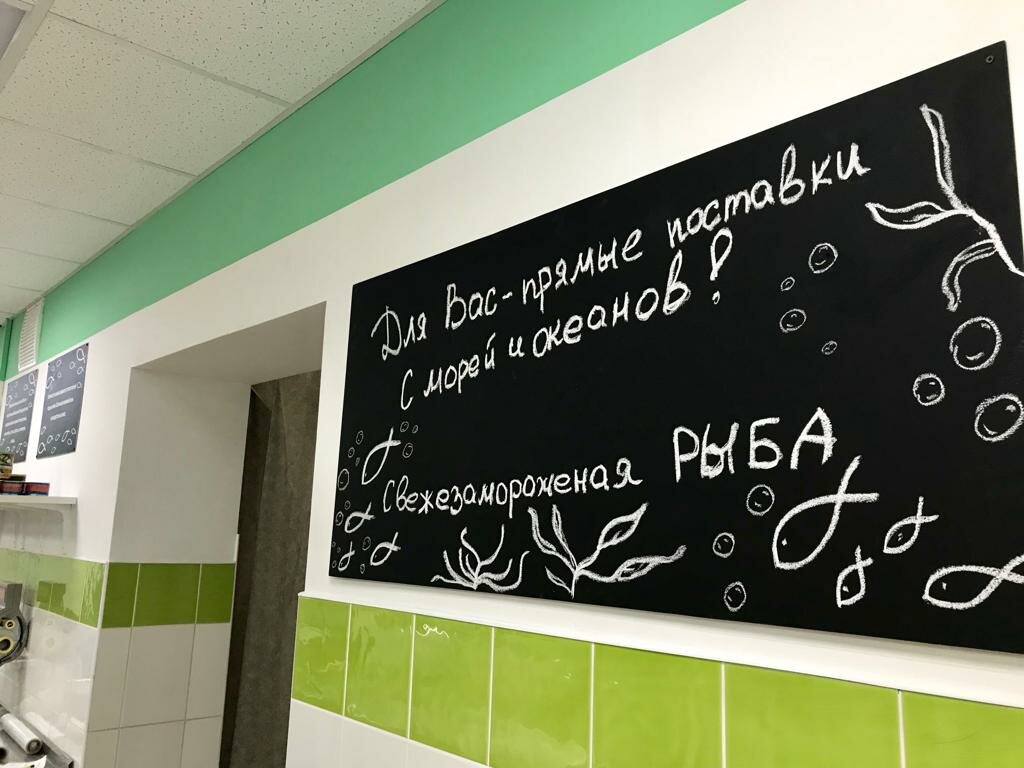 Для Вас - прямые поставки
с морей и океанов!
Свежезамороженая РЫБА